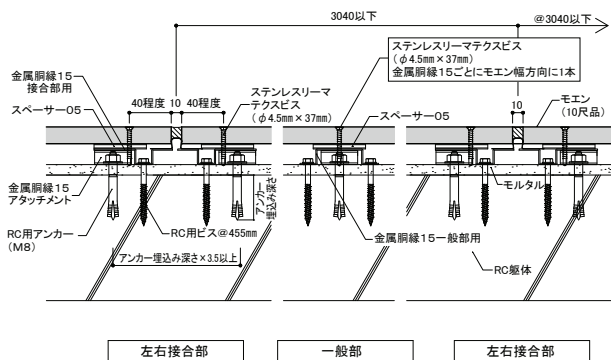 3040以下
@3040以下
ステンレスリーマテクスビス
(φ4.5mm×37mm)
金属胴縁15ごとにモエン幅方向に1本
金属胴縁15
接合部用
スペーサー05
40程度
10
40程度
ステンレスリーマ
テクスビス
(φ4.5mm×37mm)
スペーサー05
10
モエン
(10尺品)
金属胴縁15
アタッチメント
RC用アンカー
(M8)
RC用ビス@455mm
アンカー
埋込み深さ
アンカー埋込み深さ×3.5以上
モルタル
金属胴縁15一般部用
RC躯体
左右接合部
一般部
左右接合部